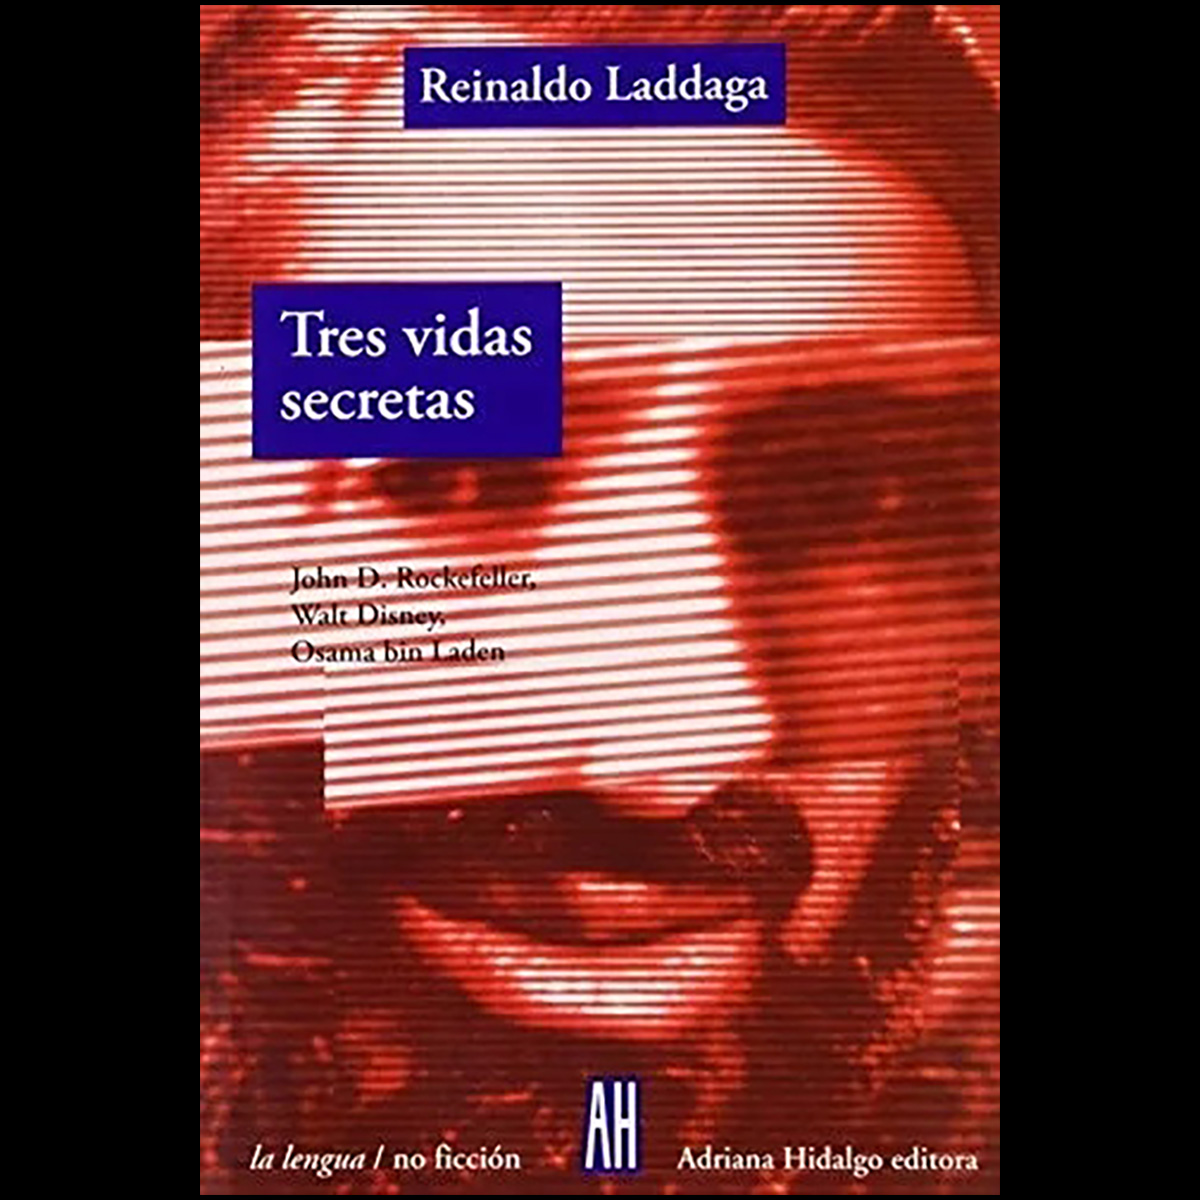 Reinaldo Laddaga
Tres vidas
secretas
John D. Rockefeller,
Walt Disney,
Osama bin Laden
AH
la lengua / no ficción
Adriana Hidalgo editora